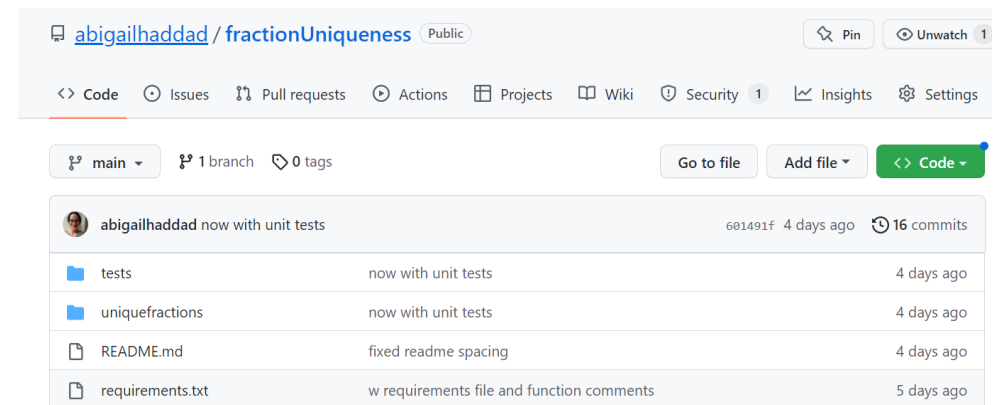 abigailhaddad / fractionUniqueness Public Pin Unwatch 1
<> Code Issues Pull requests Actions Projects Wiki Security 1 Insights Settings
main 1 branch 0 tags Go to file Add file <> Code
abigailhaddad now with unit tests 601491f 4 days ago 16 commits
tests now with unit tests 4 days ago
uniquefractions now with unit tests 4 days ago
README.md fixed readme spacing 4 days ago
requirements.txt w requirements file and function comments 5 days ago